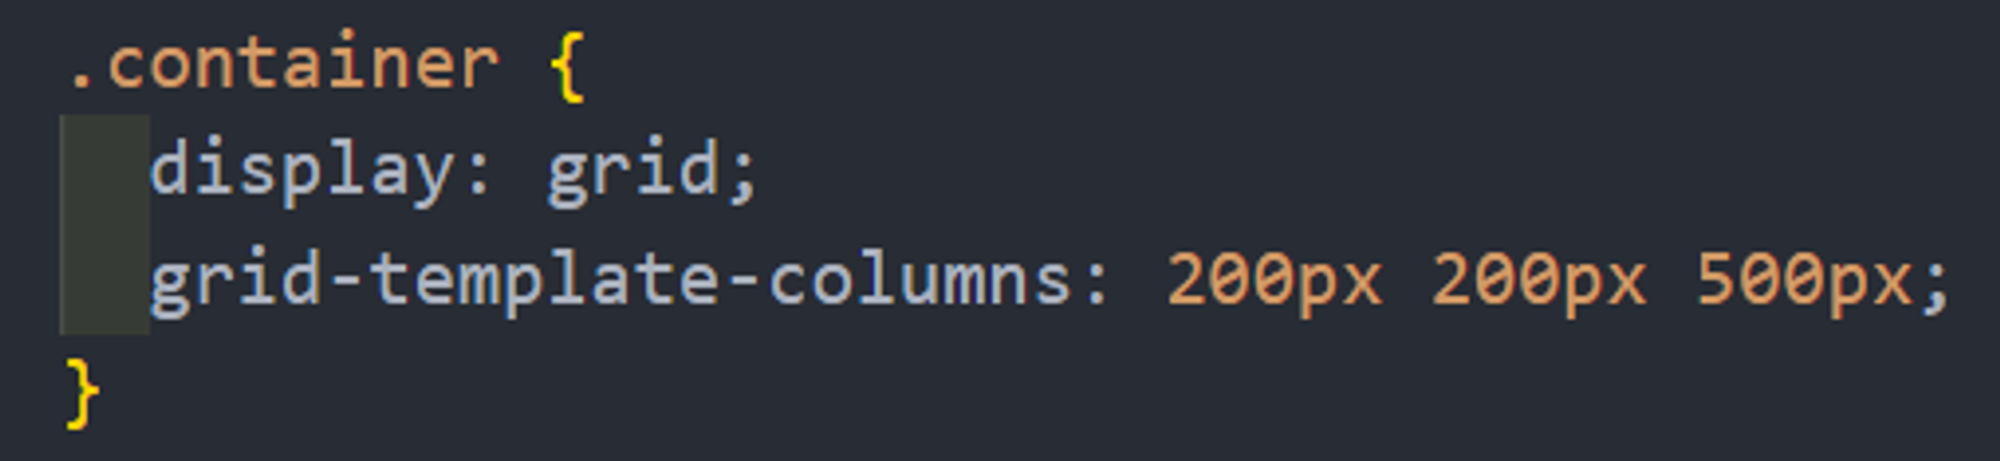 .container {
  display: grid;
  grid-template-columns: 200px 200px 500px;
}